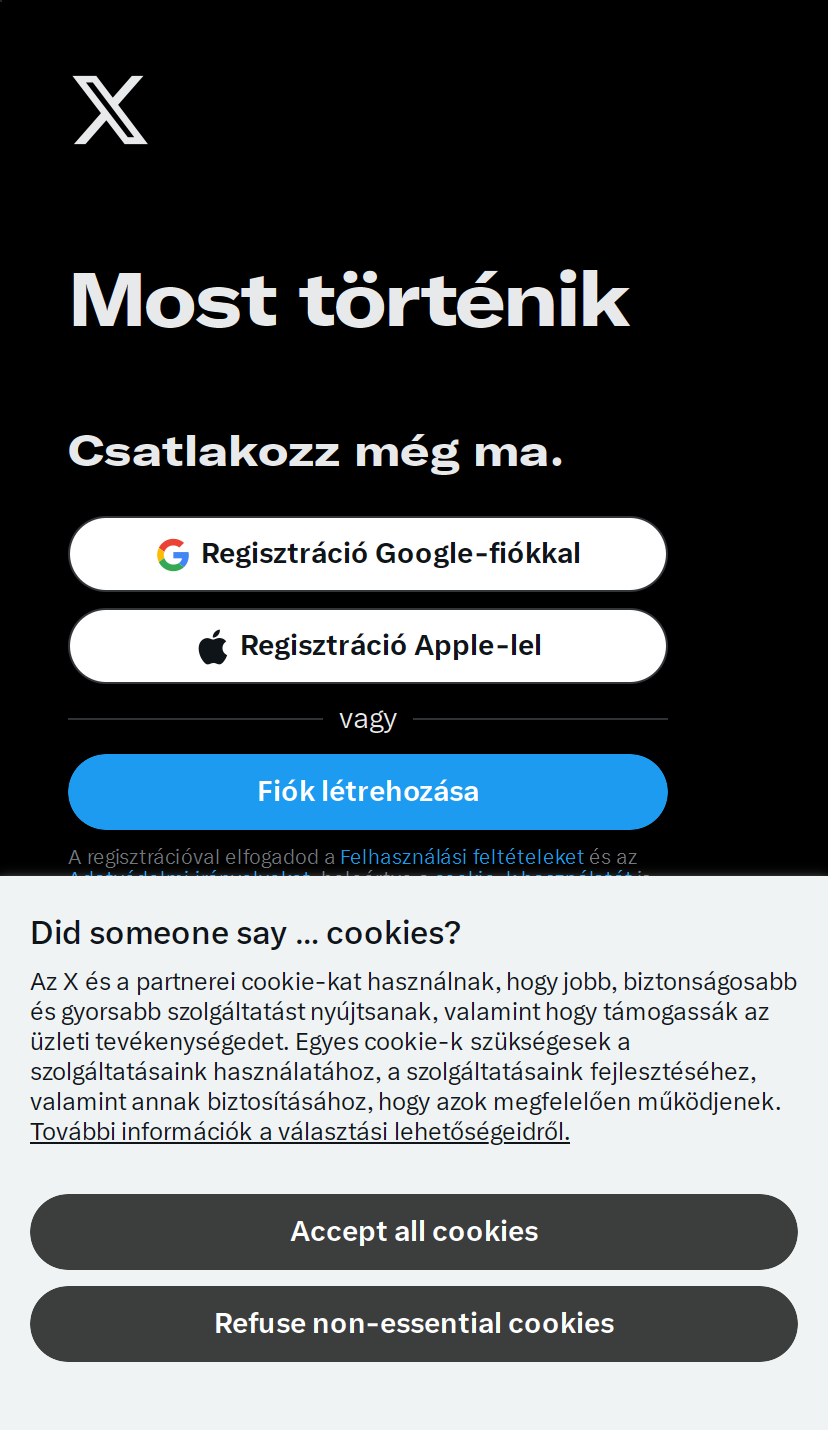 Most történik
Csatlakozz még ma.
Regisztráció Google-fiókkal
Regisztráció Apple-lel
vagy
Fiók létrehozása
A regisztrációval elfogadod a Felhasználási feltételeket és az
Did someone say … cookies?
Az X és a partnerei cookie-kat használnak, hogy jobb, biztonságosabb
és gyorsabb szolgáltatást nyújtsanak, valamint hogy támogassák az
üzleti tevékenységedet. Egyes cookie-k szükségesek a
szolgáltatásaink használatához, a szolgáltatásaink fejlesztéséhez,
valamint annak biztosításához, hogy azok megfelelően működjenek.
További információk a választási lehetőségeidről.
Accept all cookies
Refuse non-essential cookies